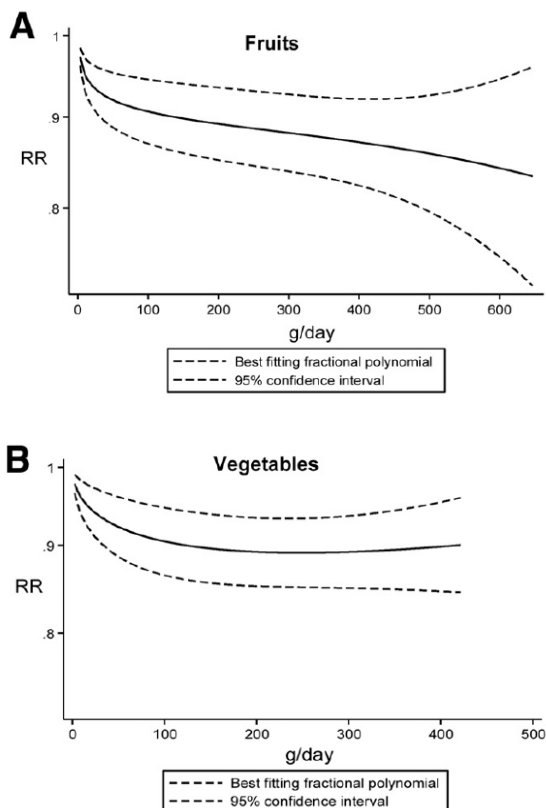 A
Fruits
1
.9
RR
.8
0 100 200 300 400 500 600
g/day
Best fitting fractional polynomial
95% confidence interval
B
Vegetables
1
.9
RR
.8
0 100 200 300 400 500
g/day
Best fitting fractional polynomial
95% confidence interval